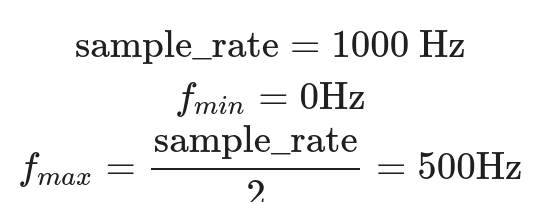 sample_rate = 1000 Hz
f_min = 0Hz
f_max = sample_rate / 2 = 500Hz